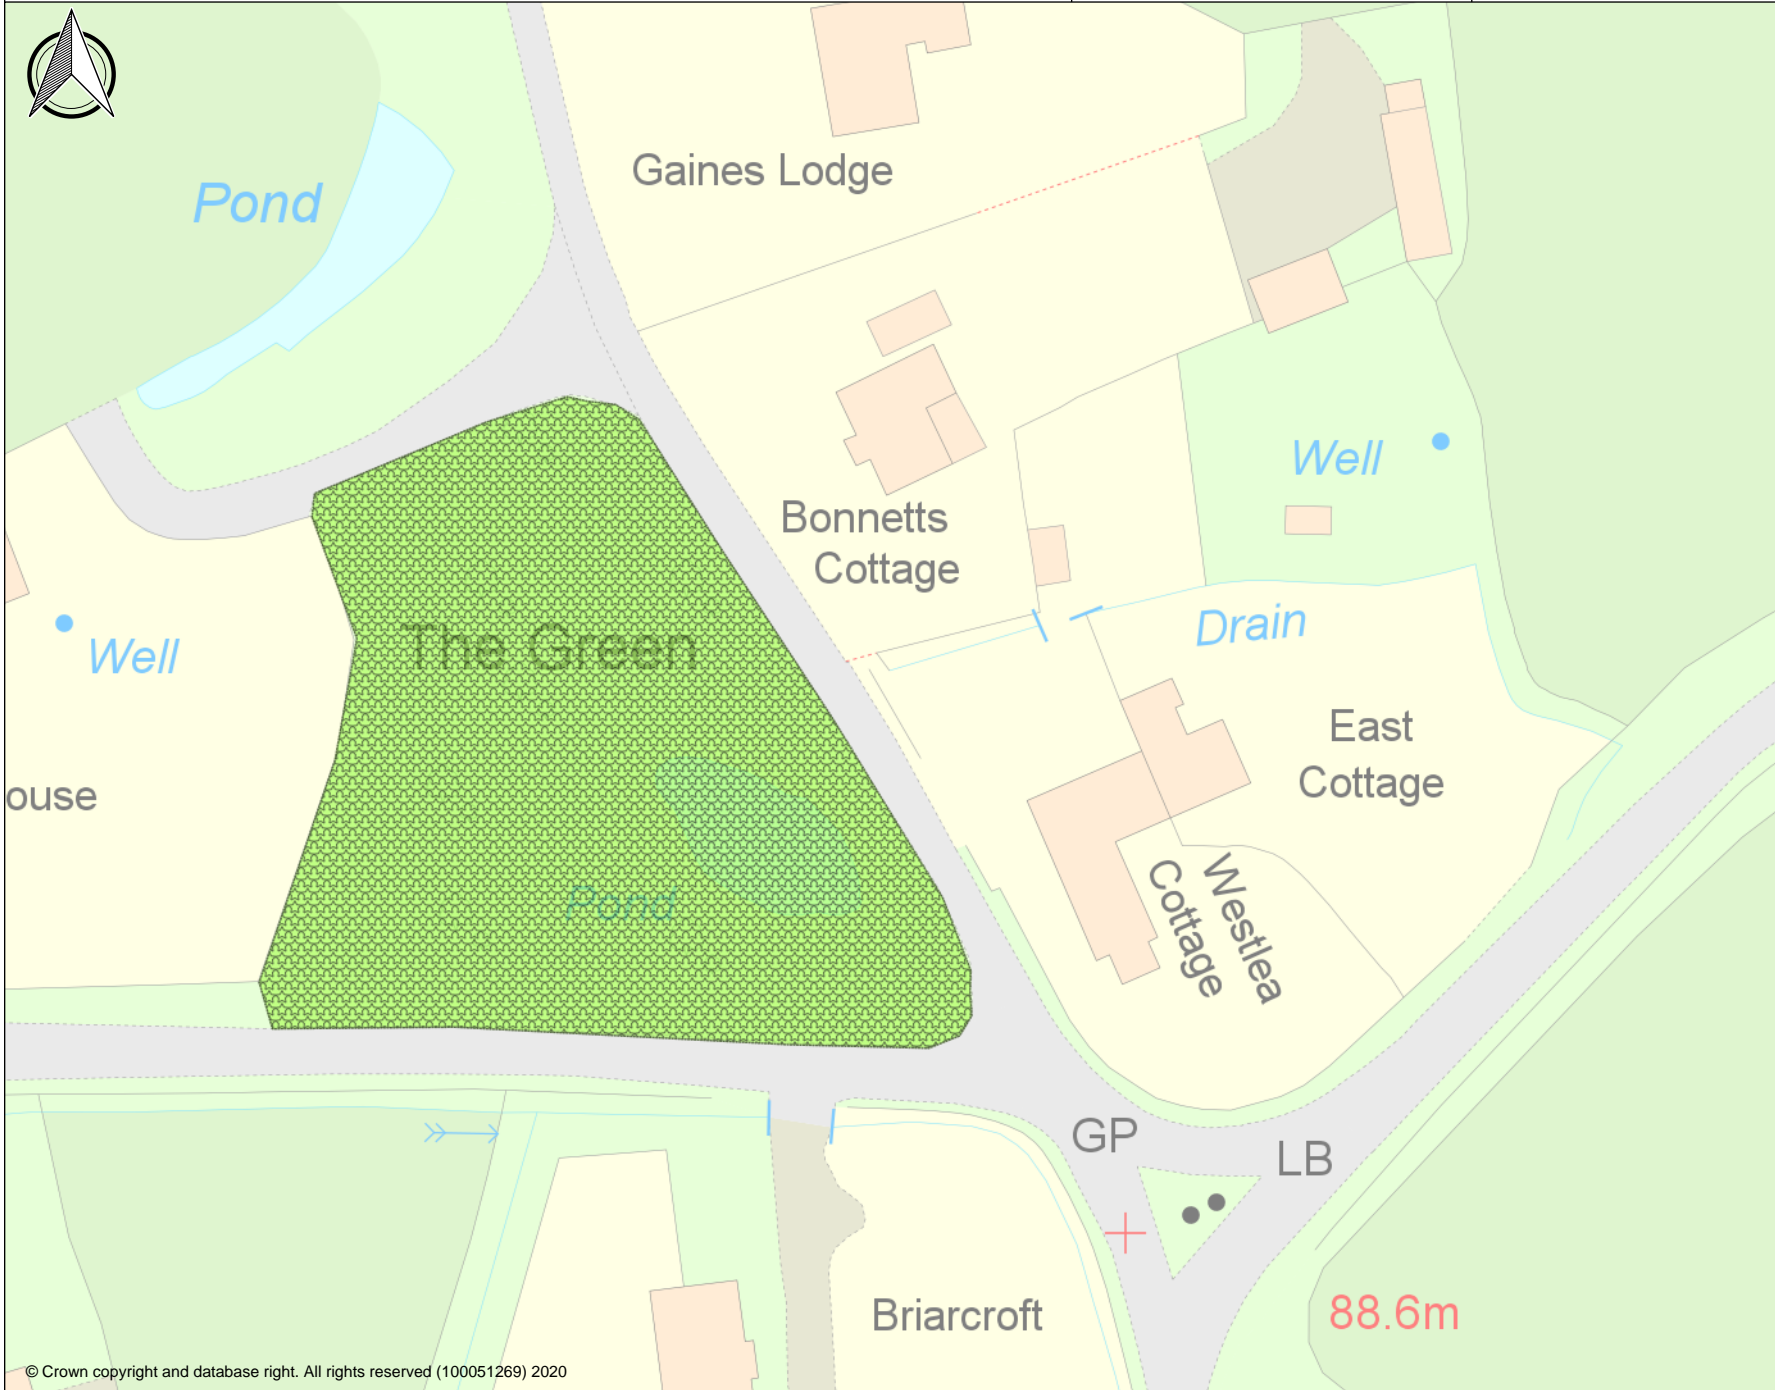 Gaines Lodge
Pond
Well
Bonnetts
Cottage
The Green
Drain
Well
East
Cottage
ouse
Westlea
Cottage
Pond
GP
LB
Briarcroft
88.6m
© Crown copyright and database right. All rights reserved (100051269) 2020